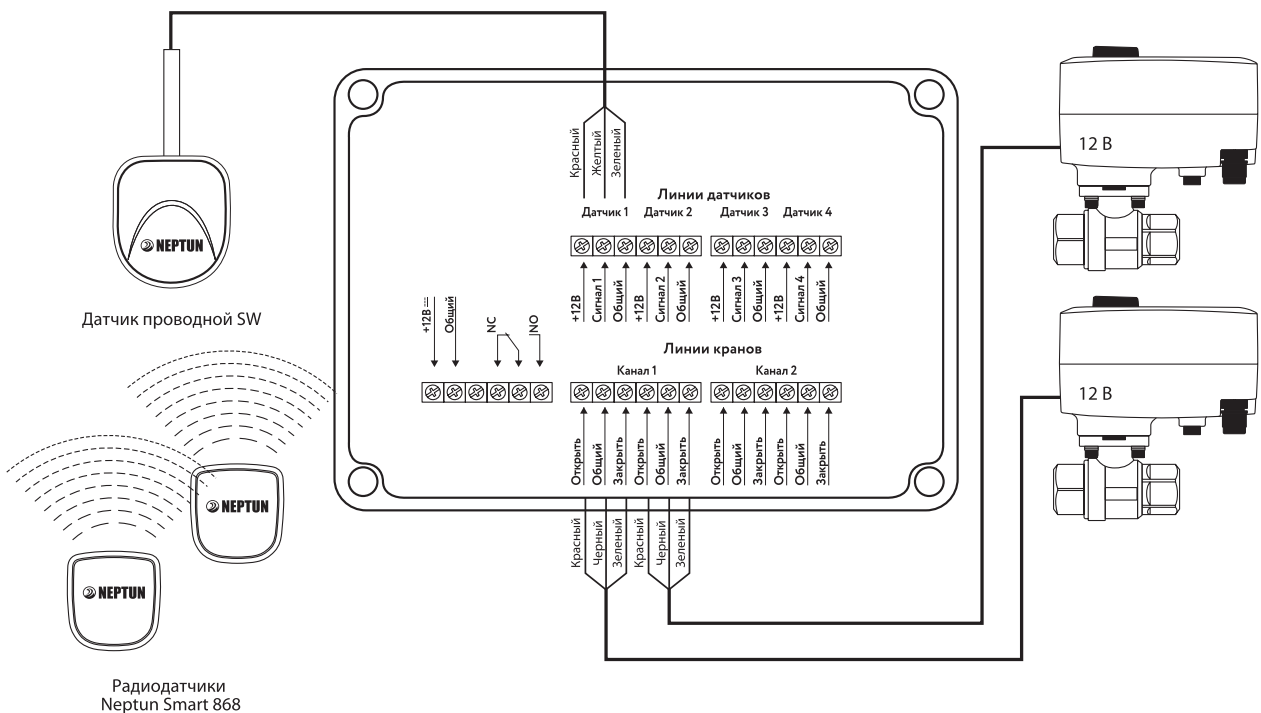 Красный
Желтый
Зеленый
Линии датчиков
Датчик 1
Датчик 2
Датчик 3
Датчик 4
12 В
NEPTUN
Датчик проводной SW
+12В
Сигнал 1
Общий
+12В
Сигнал 2
Общий
+12В
Сигнал 3
Общий
+12В
Сигнал 4
Общий
+12В
Общий
NC
NO
Линии кранов
Канал 1
Канал 2
12 В
Открыть
Общий
Закрыть
Открыть
Общий
Закрыть
Открыть
Общий
Закрыть
Открыть
Общий
Закрыть
NEPTUN
Красный
Черный
Зеленый
Красный
Черный
Зеленый
NEPTUN
Радиодатчики
Neptun Smart 868